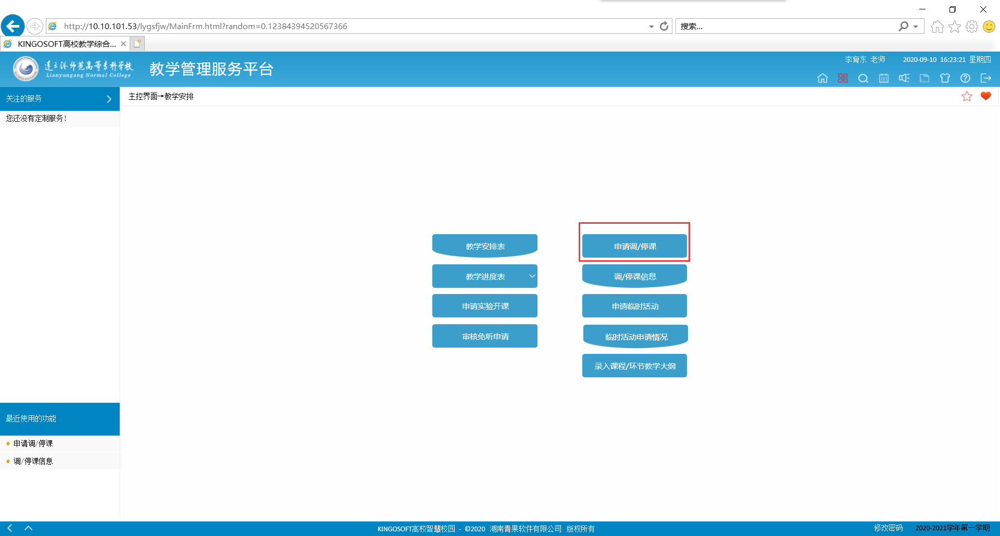 http://10.10.101.53/lygsfjw/MainFrm.html?random=0.12384394520567366
搜索...
KINGOSOFT高校教学综合...
连云港师范高等专科学校
Lianyungang Normal College
教学管理服务平台
李育东 老师
2020-09-10 16:23:21 星期四
关注的服务
主控界面→教学安排
您还没有定制服务!
教学安排表
申请调/停课
教学进度表
调/停课信息
申请实验开课
申请临时活动
审核免听申请
临时活动申请情况
录入课程/环节教学大纲
最近使用的功能
申请调/停课
调/停课信息
KINGOSOFT高校智慧校园 - ©2020 湖南青果软件有限公司 版权所有
修改密码
2020-2021学年第一学期